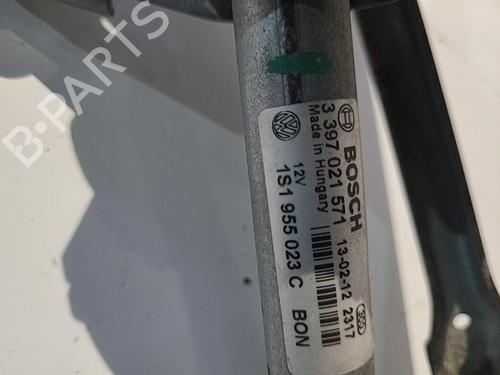 B-PARTS
BOSCH
3 397 021 571 13-02-12 2317
Made in Hungary
12V
1S1 955 023 C BON